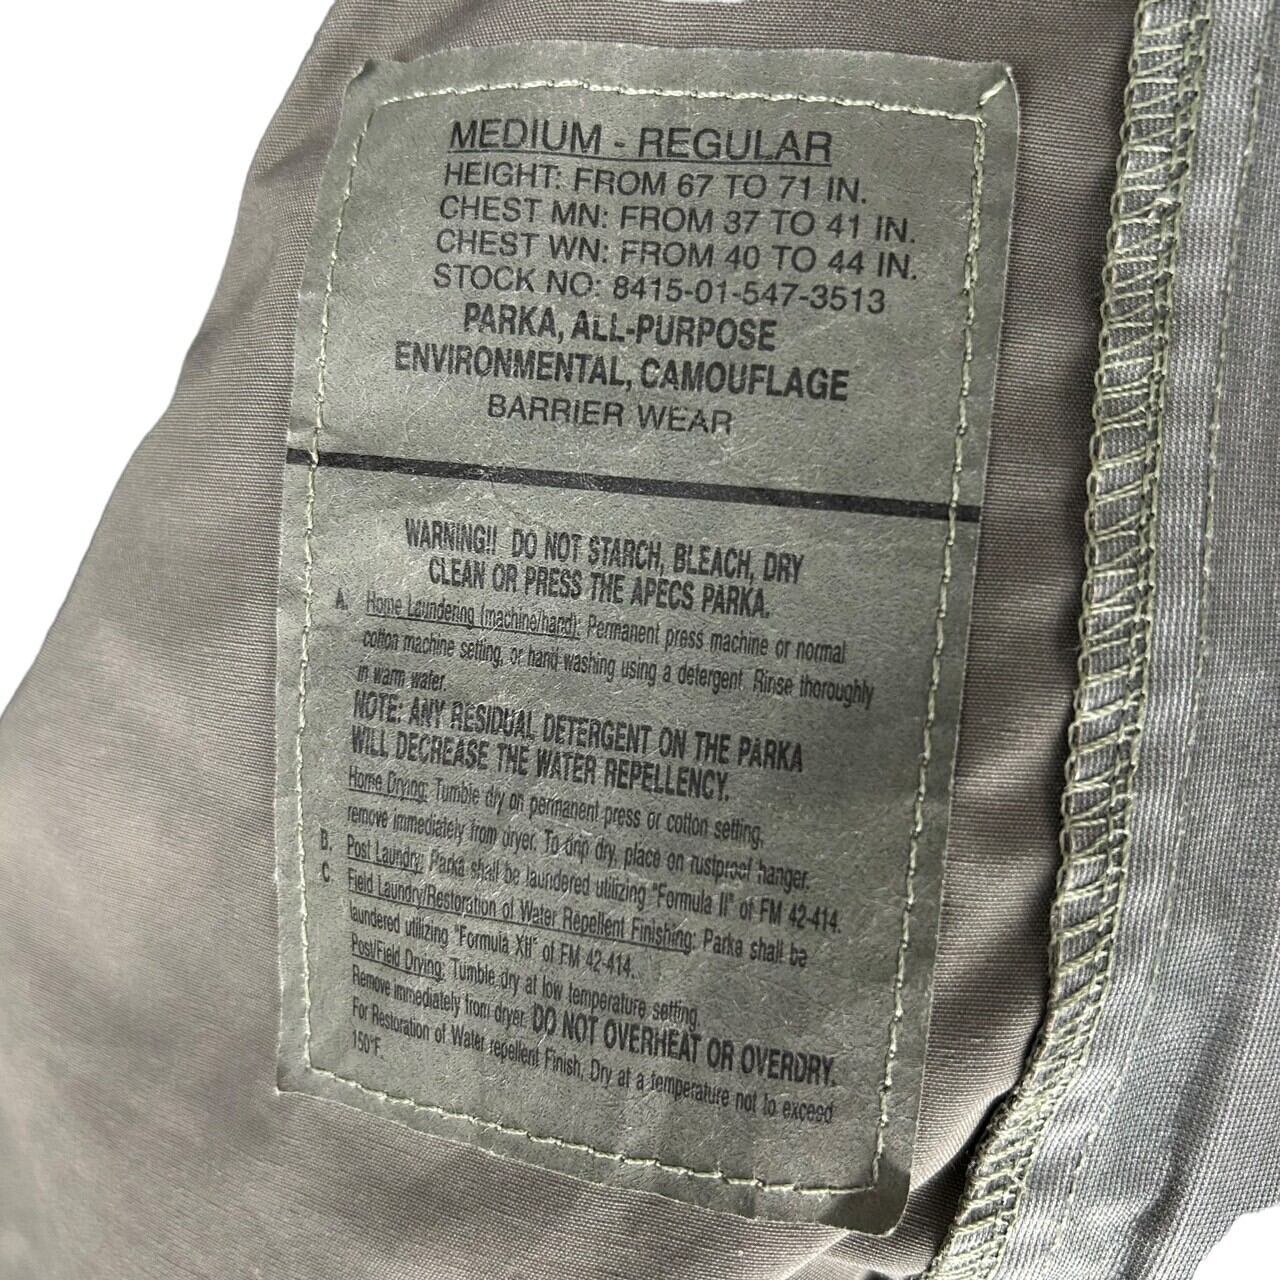 MEDIUM - REGULAR
HEIGHT: FROM 67 TO 71 IN.
CHEST MN: FROM 37 TO 41 IN.
CHEST WN: FROM 40 TO 44 IN.
STOCK NO: 8415-01-547-3513
PARKA, ALL-PURPOSE
ENVIRONMENTAL, CAMOUFLAGE
BARRIER WEAR
WARNING!! DO NOT STARCH, BLEACH, DRY
CLEAN OR PRESS THE APECS PARKA.
A. Home Laundering (machine/hand): Permanent press machine or normal
cotton machine setting, or hand washing using a detergent. Rinse thoroughly
in warm water.
NOTE: ANY RESIDUAL DETERGENT ON THE PARKA
WILL DECREASE THE WATER REPELLENCY.
Home Drying: Tumble dry on permanent press or cotton setting,
remove immediately from dryer. To drip dry, place on rustproof hanger.
B. Post Laundry: Parka shall be laundered utilizing "Formula II" of FM 42-414.
C. Field Laundry/Restoration of Water Repellent Finishing: Parka shall be
laundered utilizing "Formula XII" of FM 42-414.
Post/Field Drying: Tumble dry at low temperature setting.
Remove immediately from dryer. DO NOT OVERHEAT OR OVERDRY.
For Restoration of Water repellent Finish, Dry at a temperature not to exceed
150°F.